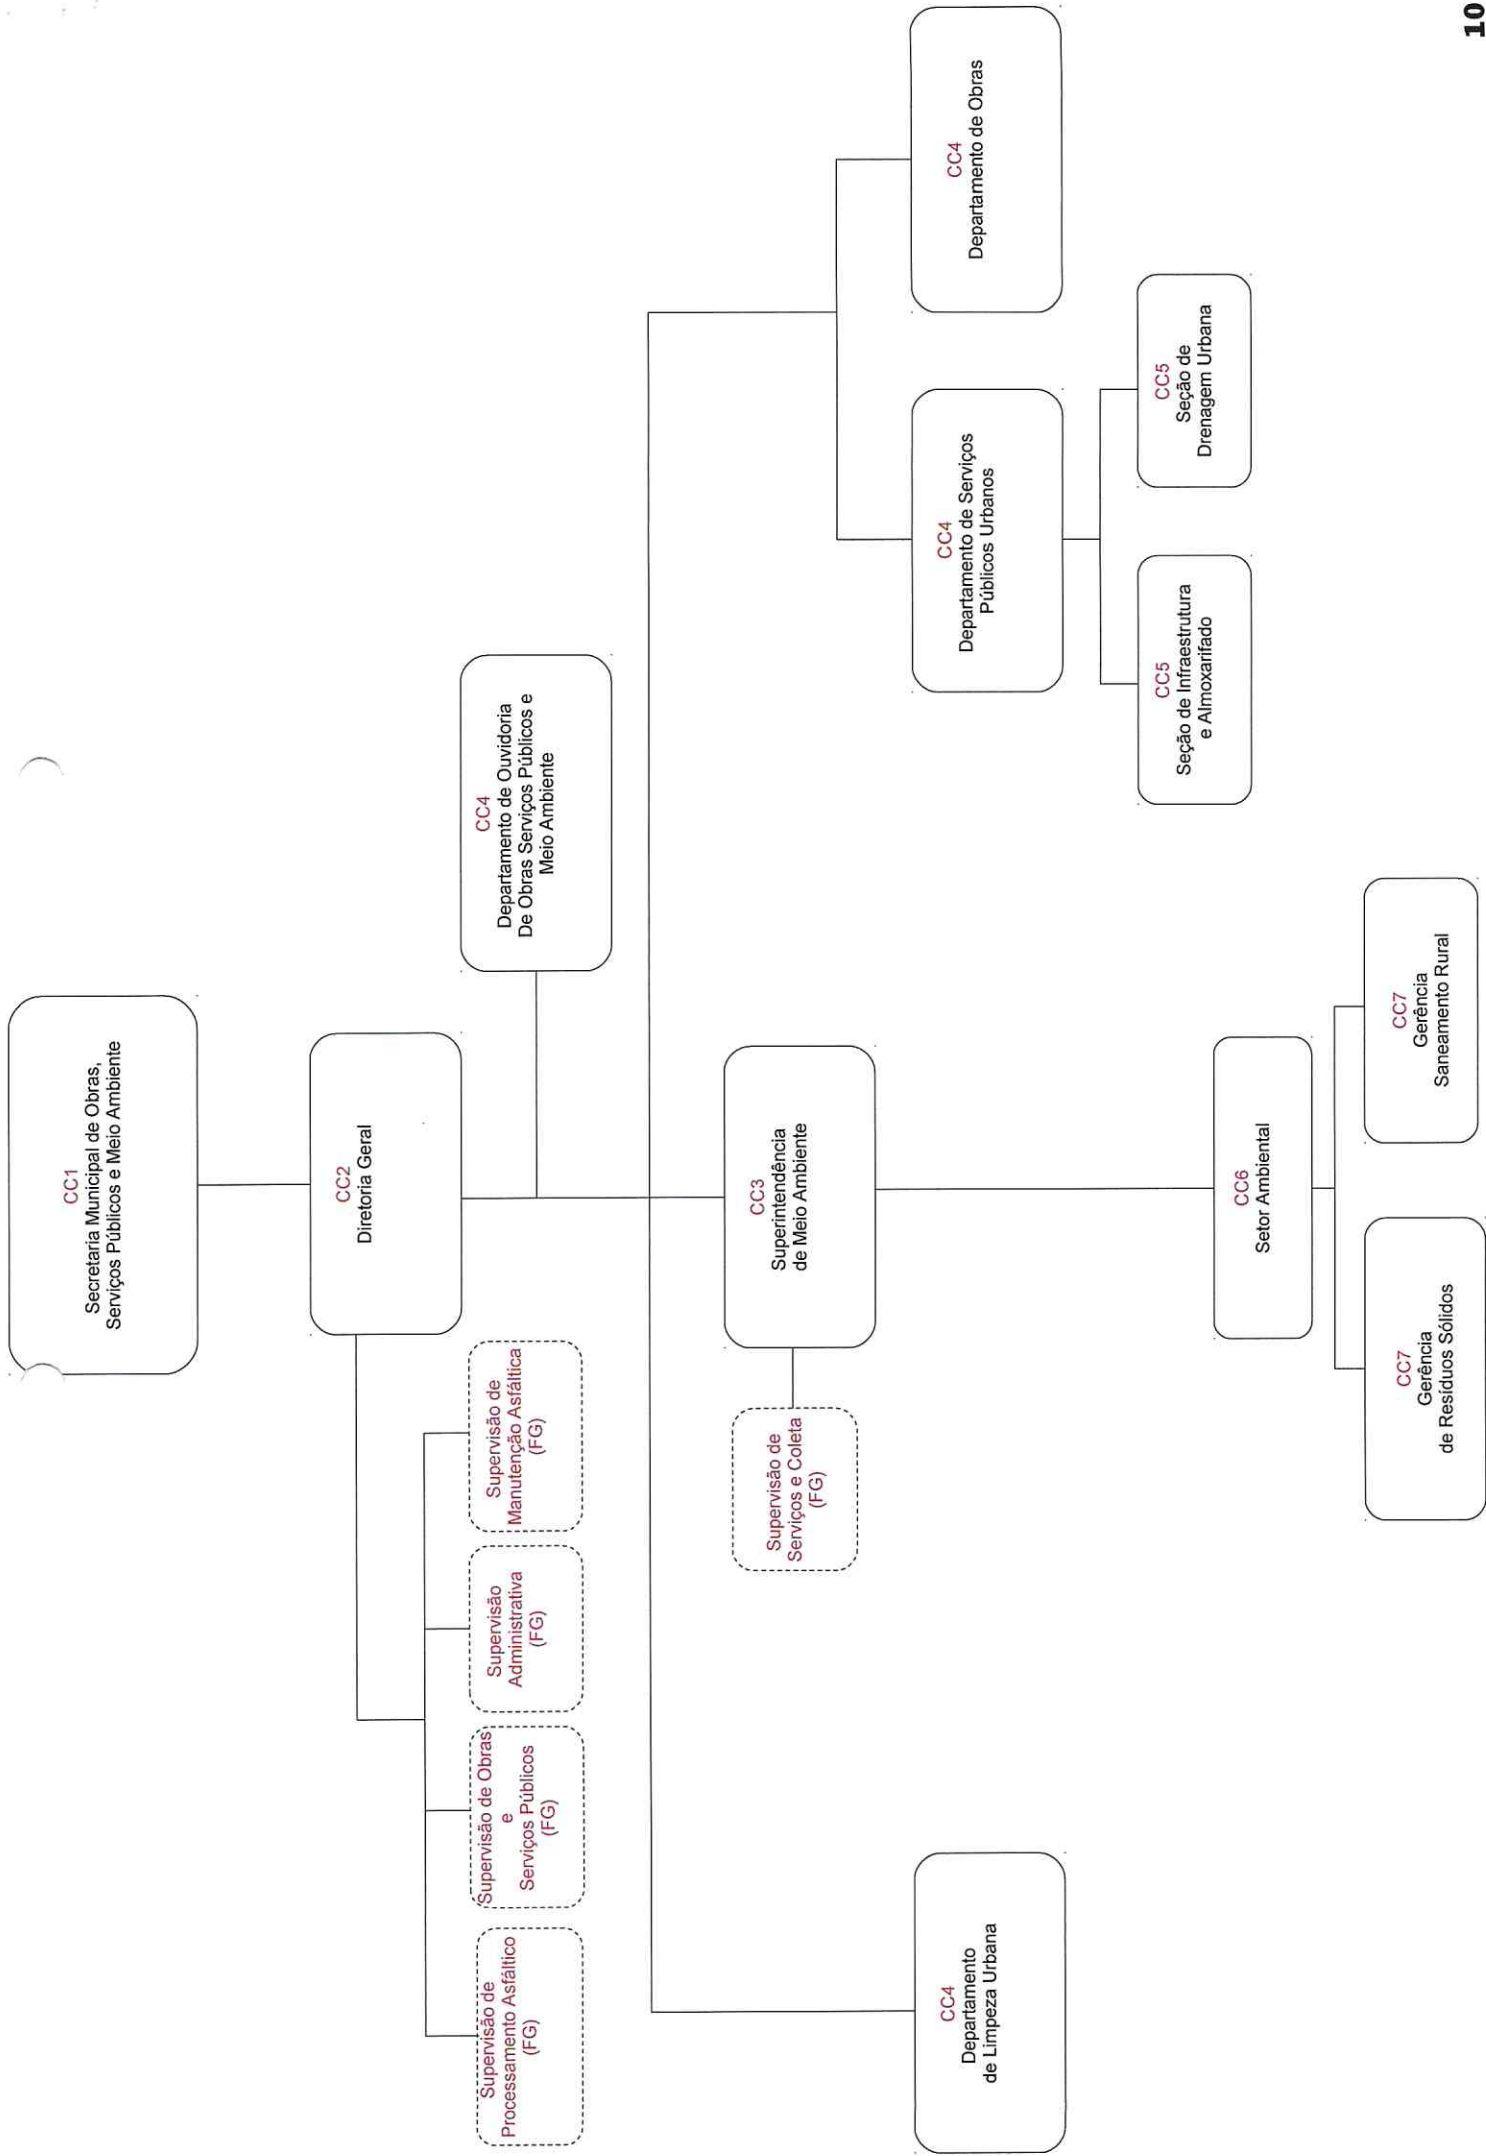 CC1
Secretaria Municipal de Obras,
Serviços Públicos e Meio Ambiente
CC2
Diretoria Geral
Supervisão de
Processamento Asfáltico
(FG)
Supervisão de Obras
e
Serviços Públicos
(FG)
Supervisão
Administrativa
(FG)
Supervisão de
Manutenção Asfáltica
(FG)
CC4
Departamento de Ouvidoria
De Obras Serviços Públicos e
Meio Ambiente
Supervisão de
Serviços e Coleta
(FG)
CC3
Superintendência
de Meio Ambiente
CC4
Departamento
de Limpeza Urbana
CC4
Departamento de Serviços
Públicos Urbanos
CC4
Departamento de Obras
CC5
Seção de Infraestrutura
e Almoxarifado
CC5
Seção de
Drenagem Urbana
CC6
Setor Ambiental
CC7
Gerência
de Resíduos Sólidos
CC7
Gerência
Saneamento Rural
10